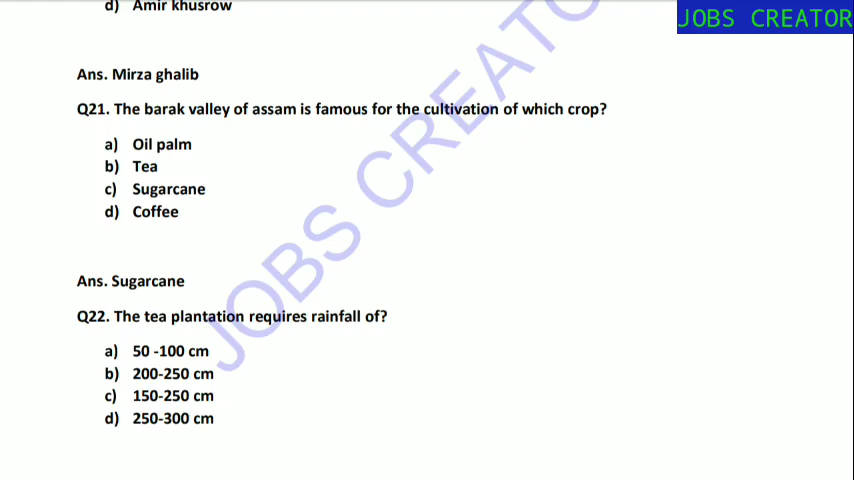 d) Amir khusrow
JOBS CREATOR
Ans. Mirza ghalib
Q21. The barak valley of assam is famous for the cultivation of which crop?
a) Oil palm
b) Tea
c) Sugarcane
d) Coffee
Ans. Sugarcane
Q22. The tea plantation requires rainfall of?
a) 50 -100 cm
b) 200-250 cm
c) 150-250 cm
d) 250-300 cm
JOBS CREATO